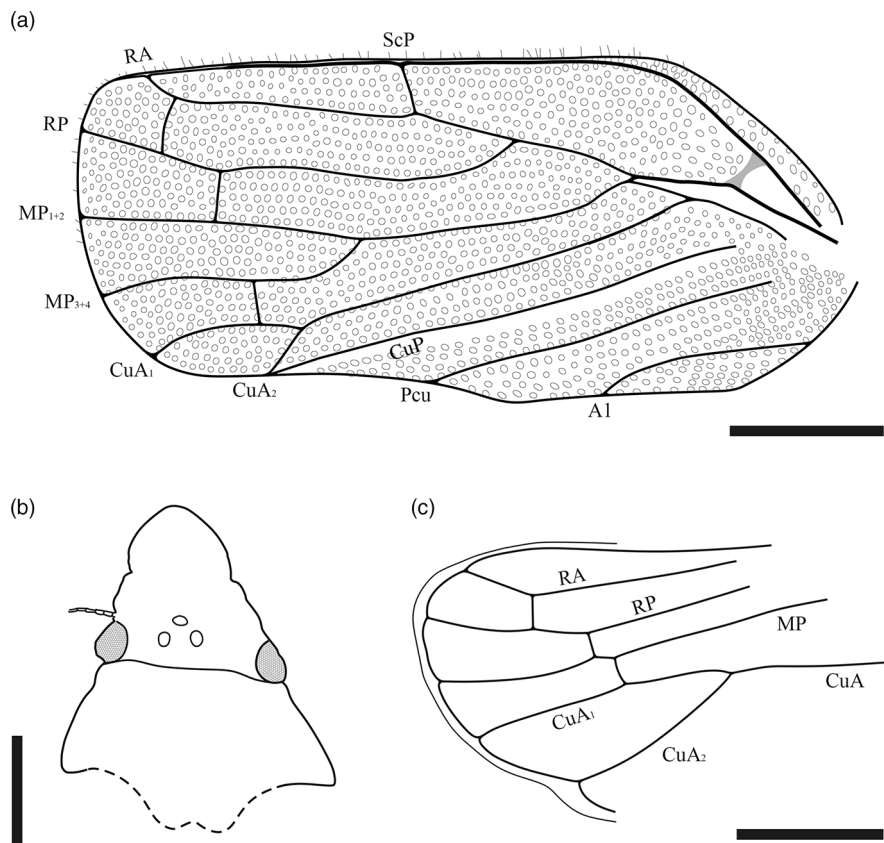 (a)
ScP
RA
RP
MP1+2
MP3+4
CuA1
CuA2
CuP
Pcu
A1
(b)
(c)
RA
RP
MP
CuA
CuA1
CuA2